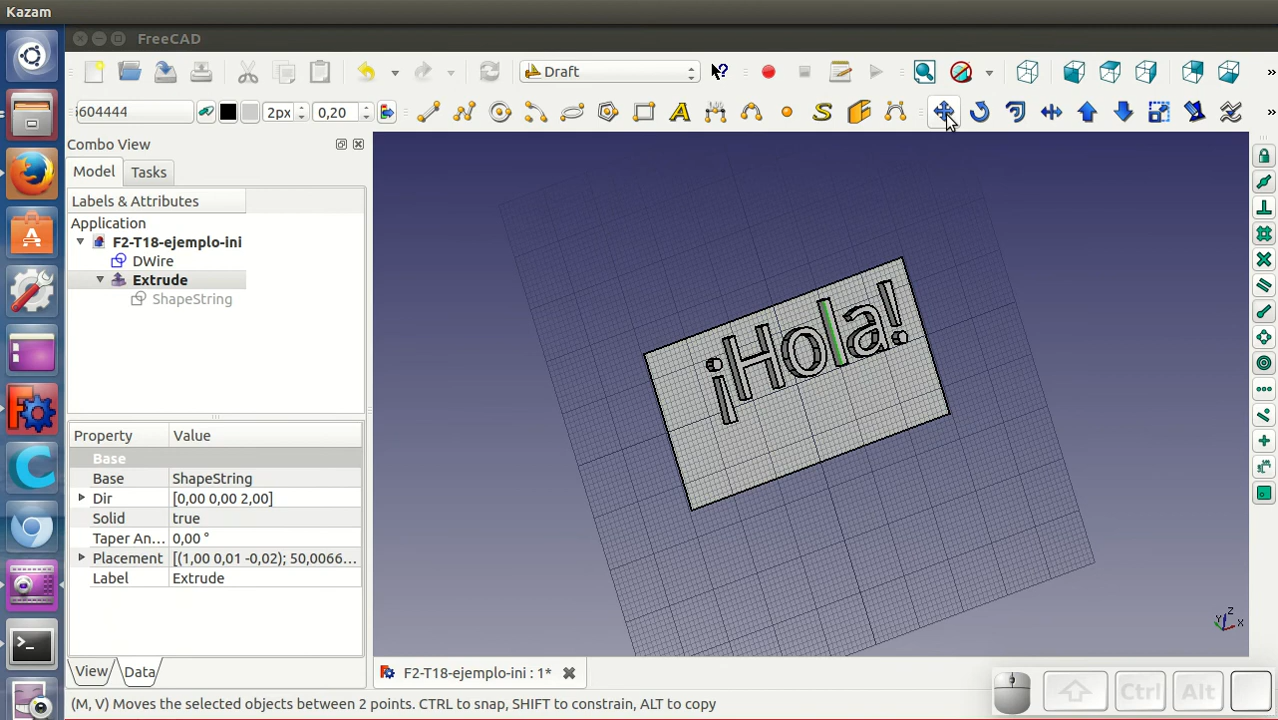 Kazam
FreeCAD
Draft
»
604444
2px
0,20
»
Combo View
Model
Tasks
Labels & Attributes
Application
F2-T18-ejemplo-ini
DWire
Extrude
ShapeString
Property Value
Base
Base ShapeString
Dir [0,00 0,00 2,00]
Solid true
Taper An... 0,00 °
Placement [(1,00 0,01 -0,02); 50,0066...
Label Extrude
¡Hola!
Z
Y X
View
Data
F2-T18-ejemplo-ini : 1*
Ctrl
Alt
(M, V) Moves the selected objects between 2 points. CTRL to snap, SHIFT to constrain, ALT to copy